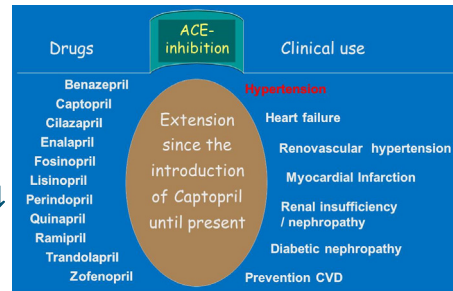 Drugs
ACE-
inhibition
Clinical use
Benazepril
Captopril
Cilazapril
Enalapril
Fosinopril
Lisinopril
Perindopril
Quinapril
Ramipril
Trandolapril
Zofenopril
Extension
since the
introduction
of Captopril
until present
Hypertension
Heart failure
Renovascular hypertension
Myocardial Infarction
Renal insufficiency
/ nephropathy
Diabetic nephropathy
Prevention CVD